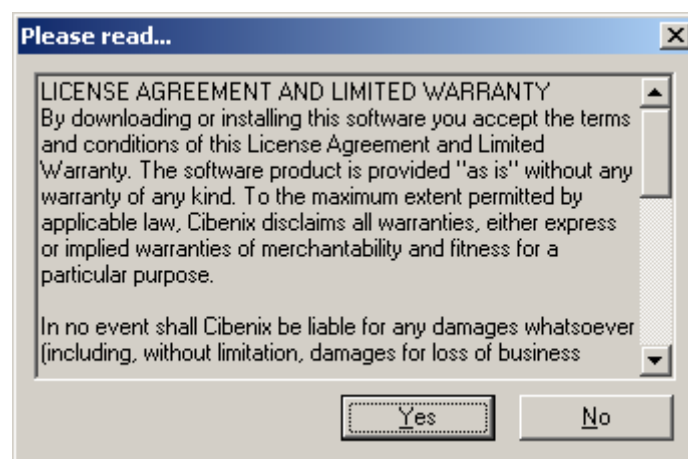 Please read...
LICENSE AGREEMENT AND LIMITED WARRANTY
By downloading or installing this software you accept the terms
and conditions of this License Agreement and Limited
Warranty. The software product is provided "as is" without any
warranty of any kind. To the maximum extent permitted by
applicable law, Cibenix disclaims all warranties, either express
or implied warranties of merchantability and fitness for a
particular purpose.
In no event shall Cibenix be liable for any damages whatsoever
(including, without limitation, damages for loss of business
Yes No